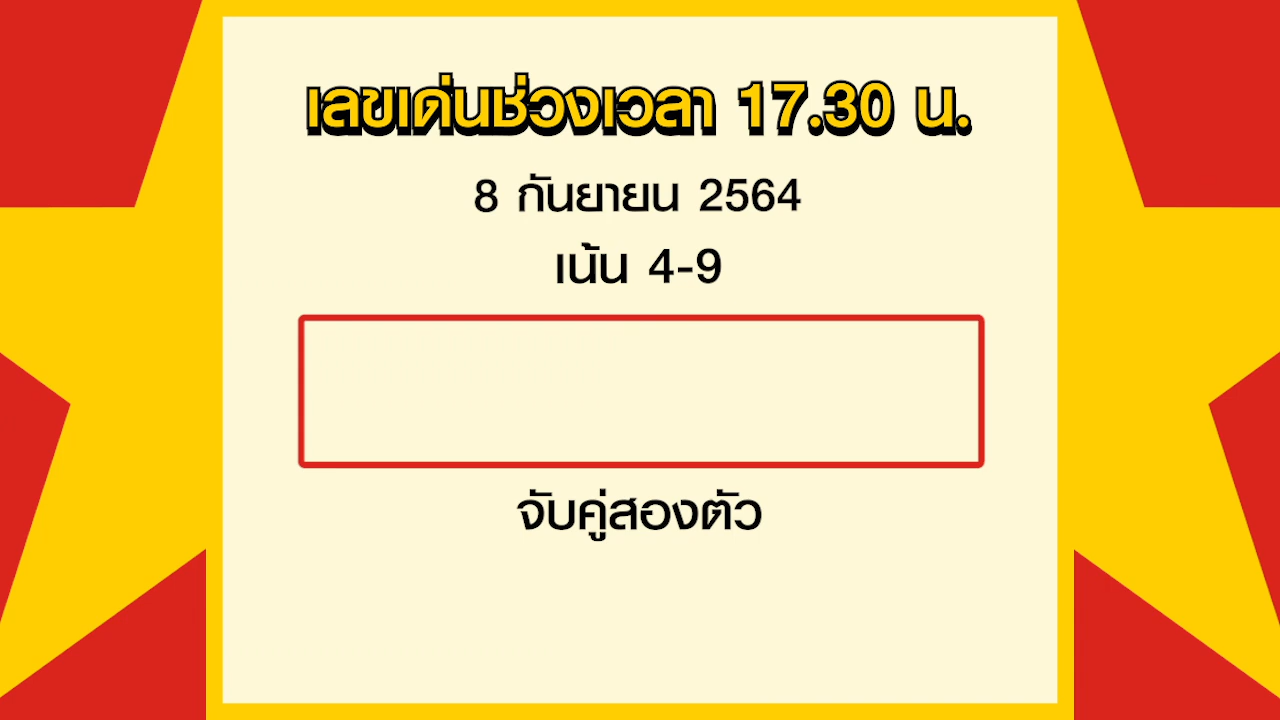 เลขเด่นช่วงเวลา 17.30 น.
8 กันยายน 2564
เน้น 4-9
จับคู่สองตัว